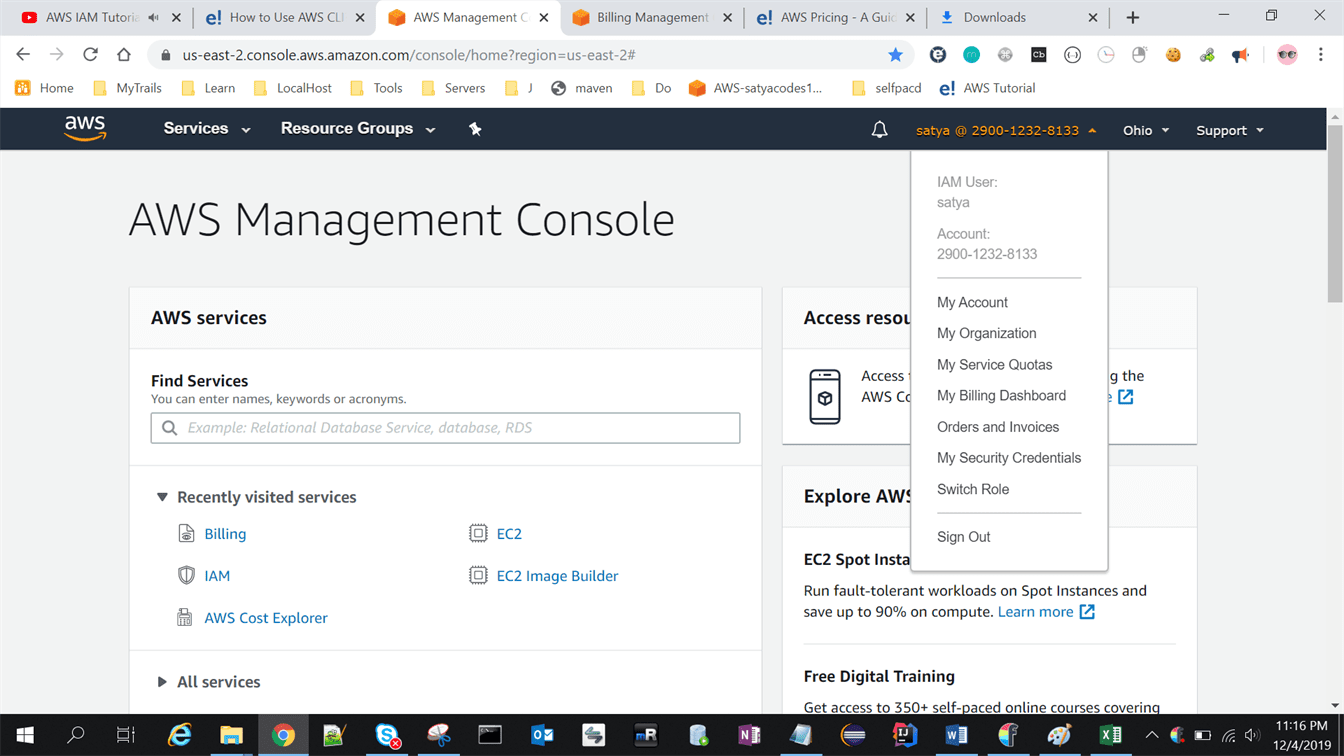 AWS IAM Tutoria
How to Use AWS CLI
AWS Management C
Billing Management
AWS Pricing - A Guid
Downloads
us-east-2.console.aws.amazon.com/console/home?region=us-east-2#
Home
MyTrails
Learn
LocalHost
Tools
Servers
J
maven
Do
AWS-satyacodes1...
selfpacd
e! AWS Tutorial
aws
Services
Resource Groups
satya @ 2900-1232-8133
Ohio
Support
IAM User:
satya
Account:
2900-1232-8133
My Account
My Organization
My Service Quotas
My Billing Dashboard
Orders and Invoices
My Security Credentials
Switch Role
Sign Out
AWS Management Console
AWS services
Find Services
You can enter names, keywords or acronyms.
Example: Relational Database Service, database, RDS
Recently visited services
Billing
EC2
IAM
EC2 Image Builder
AWS Cost Explorer
All services
Access resou
Access
g the
AWS Co
e
Explore AWS
EC2 Spot Insta
Run fault-tolerant workloads on Spot Instances and
save up to 90% on compute. Learn more
Free Digital Training
Get access to 350+ self-paced online courses covering
11:16 PM
12/4/2019